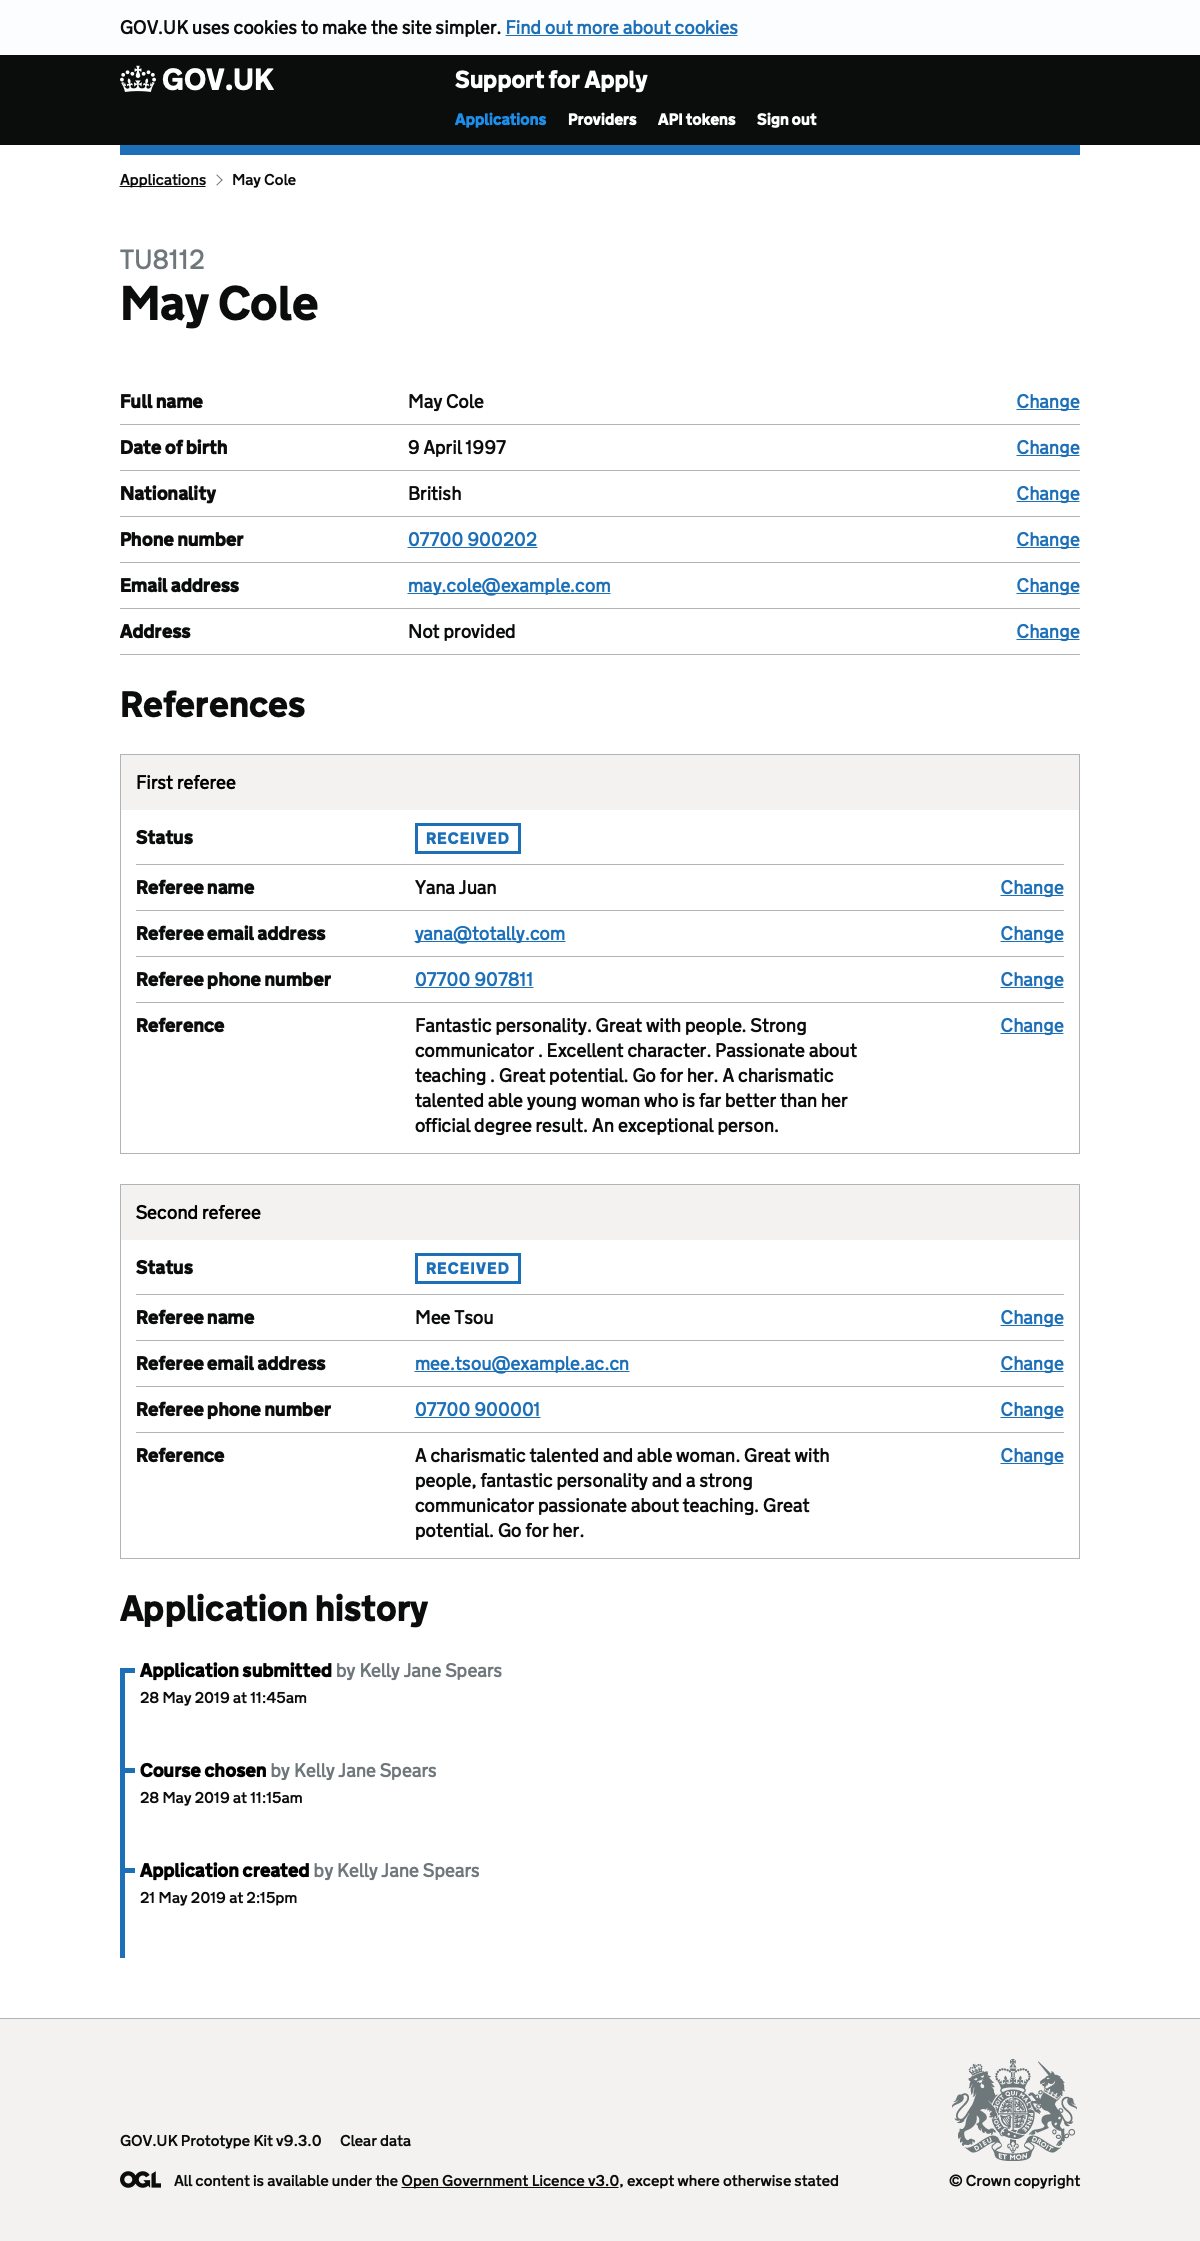 GOV.UK uses cookies to make the site simpler. Find out more about cookies
GOV.UK
Support for Apply
Applications Providers API tokens Sign out
Applications May Cole
TU8112
May Cole
Full name May Cole Change
Date of birth 9 April 1997 Change
Nationality British Change
Phone number 07700 900202 Change
Email address may.cole@example.com Change
Address Not provided Change
References
First referee
Status RECEIVED
Referee name Yana Juan Change
Referee email address yana@totally.com Change
Referee phone number 07700 907811 Change
Reference Fantastic personality. Great with people. Strong Change
communicator . Excellent character. Passionate about
teaching . Great potential. Go for her. A charismatic
talented able young woman who is far better than her
official degree result. An exceptional person.
Second referee
Status RECEIVED
Referee name Mee Tsou Change
Referee email address mee.tsou@example.ac.cn Change
Referee phone number 07700 900001 Change
Reference A charismatic talented and able woman. Great with Change
people, fantastic personality and a strong
communicator passionate about teaching. Great
potential. Go for her.
Application history
Application submitted by Kelly Jane Spears
28 May 2019 at 11:45am
Course chosen by Kelly Jane Spears
28 May 2019 at 11:15am
Application created by Kelly Jane Spears
21 May 2019 at 2:15pm
GOV.UK Prototype Kit v9.3.0 Clear data
DIEU ET MON DROIT
OGL All content is available under the Open Government Licence v3.0, except where otherwise stated
© Crown copyright